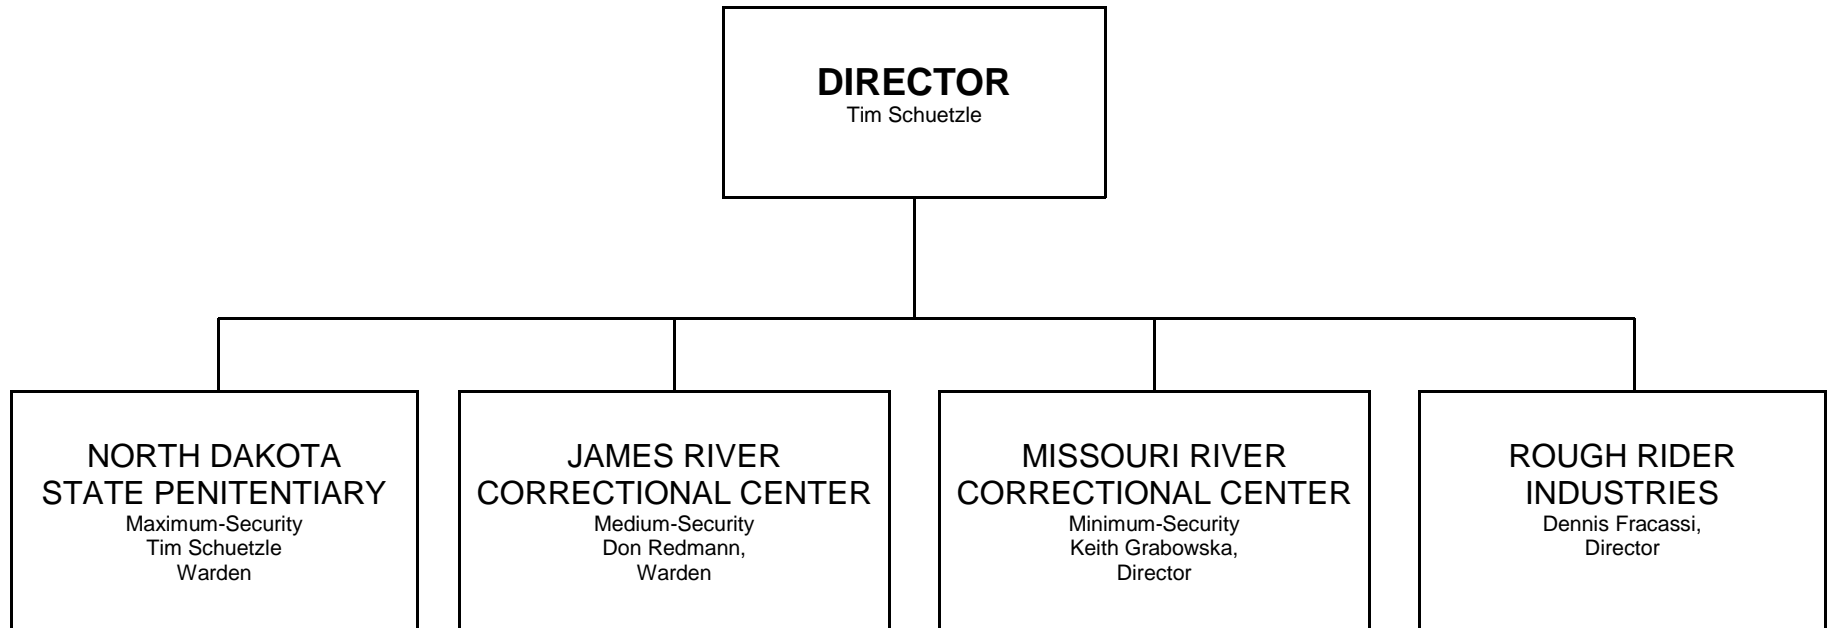 DIRECTOR
Tim Schuetzle
NORTH DAKOTA
STATE PENITENTIARY
Maximum-Security
Tim Schuetzle
Warden
JAMES RIVER
CORRECTIONAL CENTER
Medium-Security
Don Redmann,
Warden
MISSOURI RIVER
CORRECTIONAL CENTER
Minimum-Security
Keith Grabowska,
Director
ROUGH RIDER
INDUSTRIES
Dennis Fracassi,
Director